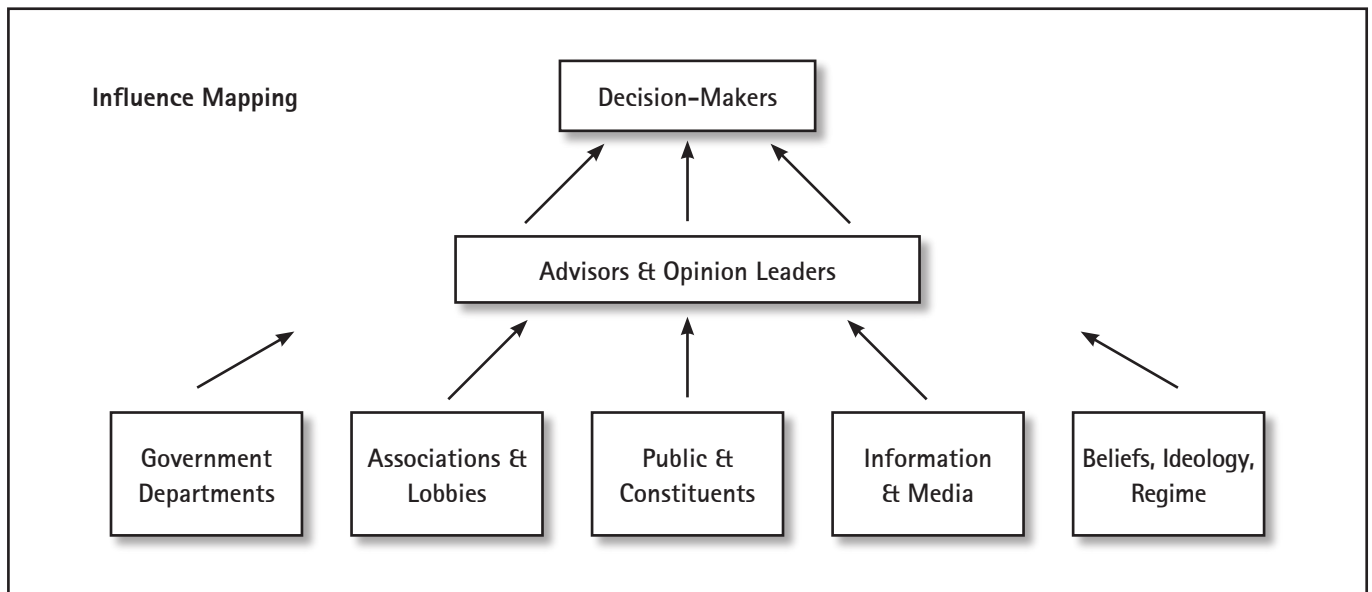 Influence Mapping
Decision-Makers
Advisors & Opinion Leaders
Government
Departments
Associations &
Lobbies
Public &
Constituents
Information
& Media
Beliefs, Ideology,
Regime